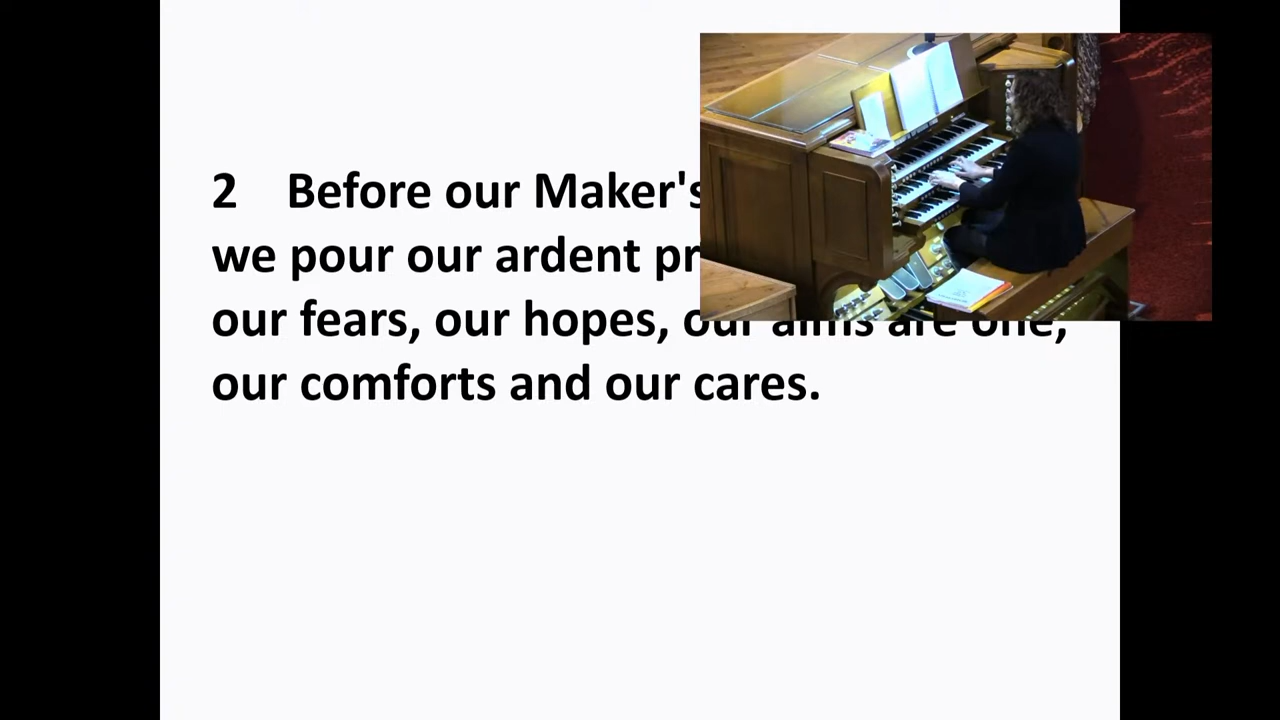 2 Before our Maker's
we pour our ardent pr
our fears, our hopes, our aims are one,
our comforts and our cares.